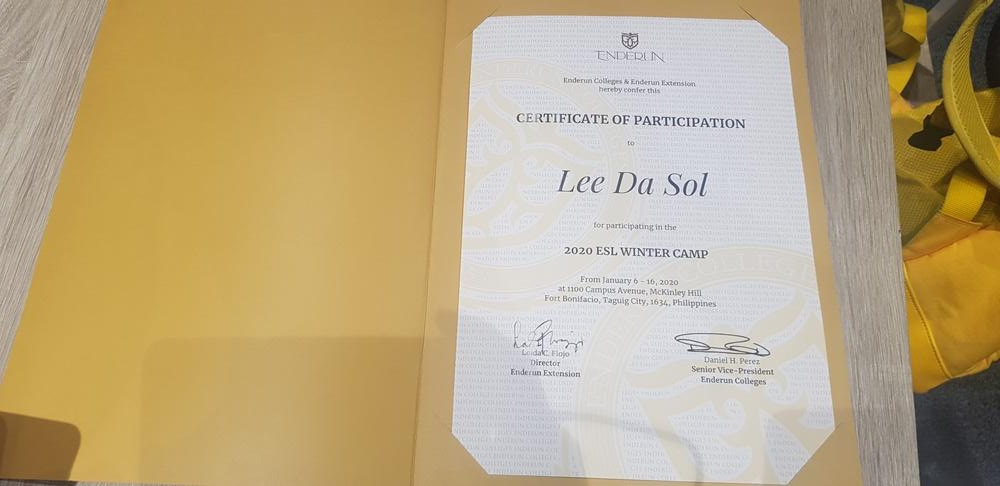 ENDERUN
Enderun Colleges & Enderun Extension
hereby confer this
CERTIFICATE OF PARTICIPATION
to
Lee Da Sol
for participating in the
2020 ESL WINTER CAMP
From January 6 - 16, 2020
at 1100 Campus Avenue, McKinley Hill
Fort Bonifacio, Taguig City, 1634, Philippines
Flojo
Director
Enderun Extension
Daniel H. Perez
Senior Vice-President
Enderun Colleges